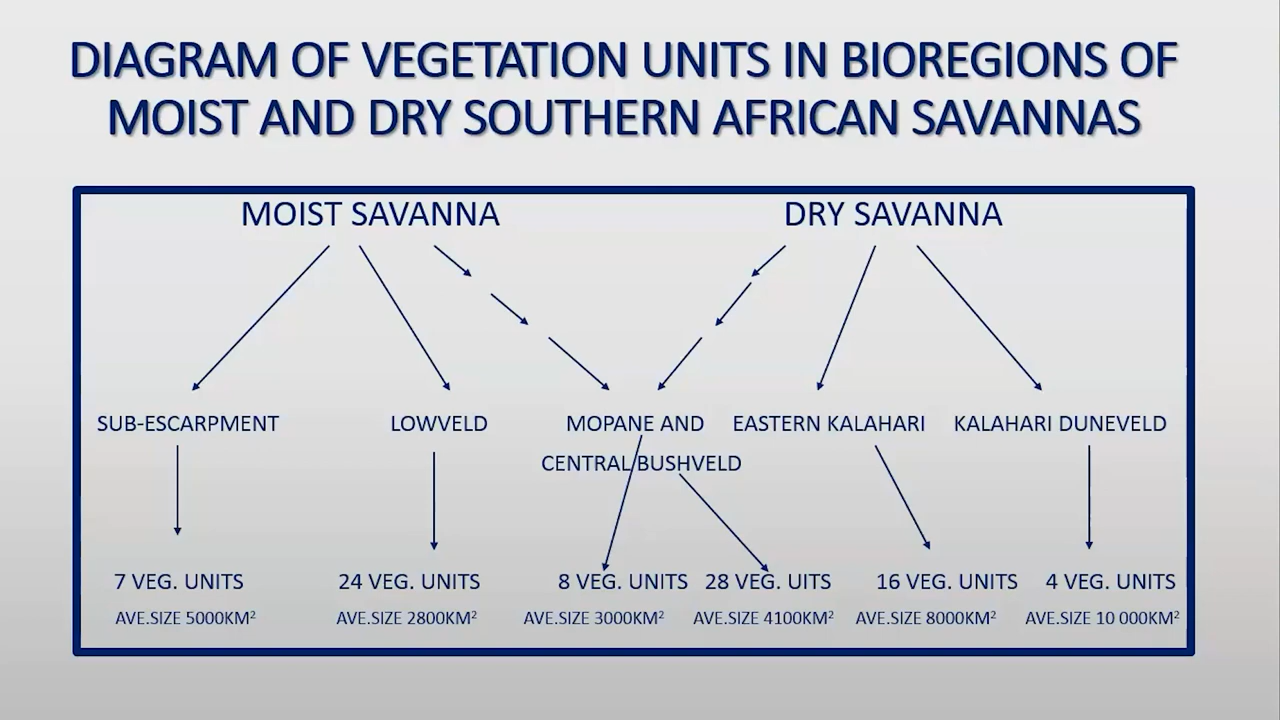 DIAGRAM OF VEGETATION UNITS IN BIOREGIONS OF
MOIST AND DRY SOUTHERN AFRICAN SAVANNAS
MOIST SAVANNA
DRY SAVANNA
SUB-ESCARPMENT
LOWVELD
MOPANE AND
CENTRAL BUSHVELD
EASTERN KALAHARI
KALAHARI DUNEVELD
7 VEG. UNITS
24 VEG. UNITS
8 VEG. UNITS
28 VEG. UITS
16 VEG. UNITS
4 VEG. UNITS
AVE.SIZE 5000KM²
AVE.SIZE 2800KM²
AVE.SIZE 3000KM²
AVE.SIZE 4100KM²
AVE.SIZE 8000KM²
AVE.SIZE 10 000KM²